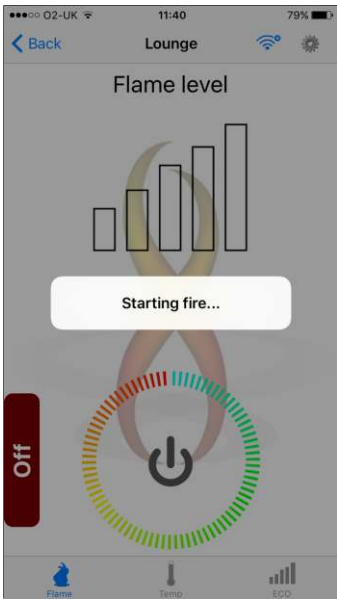 O2-UK 11:40 79%
Back Lounge
Flame level
Starting fire...
Off
Flame Temp ECO